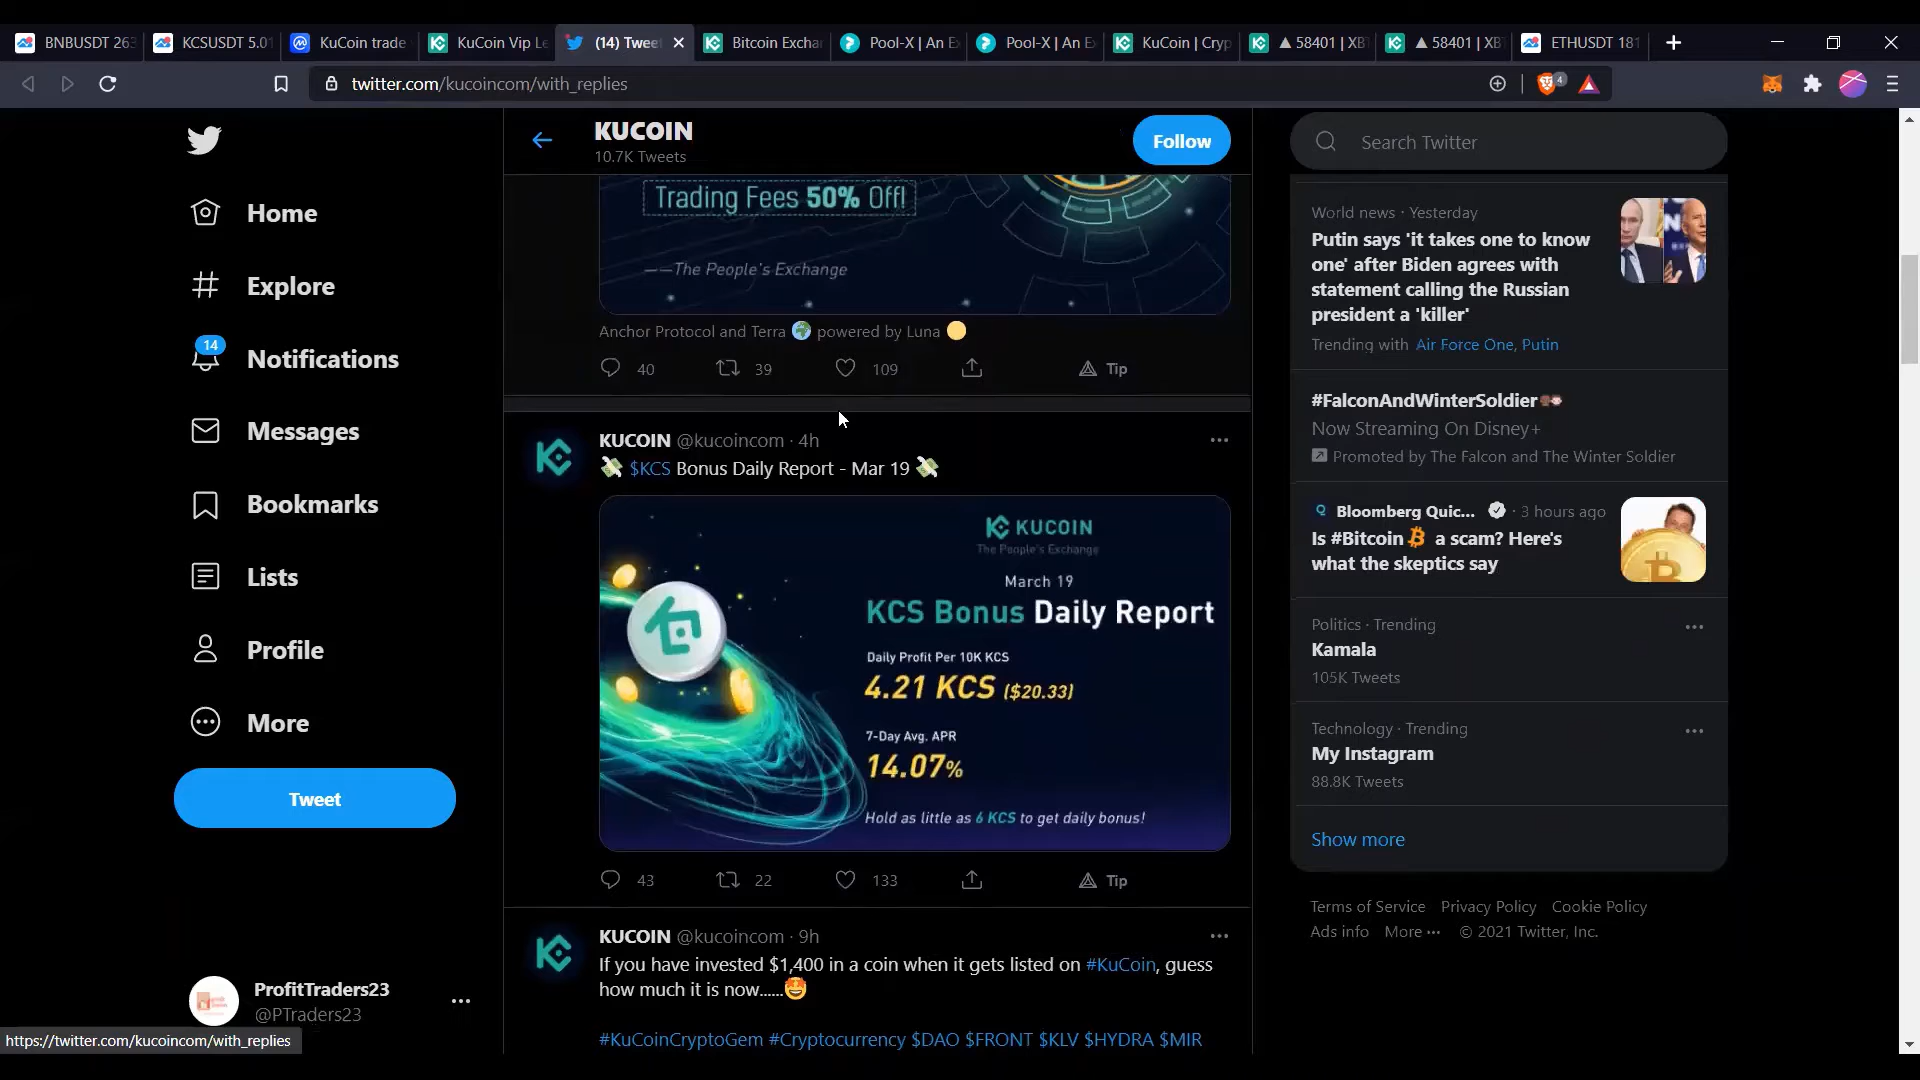 BNBUSDT 263
KCSUSDT 5.01
KuCoin trade
KuCoin Vip Le
(14) Twee
Bitcoin Excha
Pool-X | An E
Pool-X | An E
KuCoin | Cryp
▲ 58401 | XBT
▲ 58401 | XBT
ETHUSDT 181
twitter.com/kucoincom/with_replies
4
Home
Explore
14
Notifications
Messages
Bookmarks
Lists
Profile
More
Tweet
ProfitTraders23
@PTraders23
https://twitter.com/kucoincom/with_replies
KUCOIN
10.7K Tweets
Follow
Trading Fees 50% Off!
——The People's Exchange
Anchor Protocol and Terra 🌍 powered by Luna 🟡
40 39 109 Tip
KUCOIN @kucoincom · 4h
💸 $KCS Bonus Daily Report - Mar 19 💸
KUCOIN
The People's Exchange
March 19
KCS Bonus Daily Report
Daily Profit Per 10K KCS
4.21 KCS ($20.33)
7-Day Avg. APR
14.07%
Hold as little as 6 KCS to get daily bonus!
43 22 133 Tip
KUCOIN @kucoincom · 9h
If you have invested $1,400 in a coin when it gets listed on #KuCoin, guess
how much it is now......🤩
#KuCoinCryptoGem #Cryptocurrency $DAO $FRONT $KLV $HYDRA $MIR
Search Twitter
World news · Yesterday
Putin says 'it takes one to know
one' after Biden agrees with
statement calling the Russian
president a 'killer'
Trending with Air Force One, Putin
#FalconAndWinterSoldier
Now Streaming On Disney+
Promoted by The Falcon and The Winter Soldier
Bloomberg Quic... · 3 hours ago
Is #Bitcoin a scam? Here's
what the skeptics say
Politics · Trending
Kamala
105K Tweets
Technology · Trending
My Instagram
88.8K Tweets
Show more
Terms of Service Privacy Policy Cookie Policy
Ads info More ··· © 2021 Twitter, Inc.